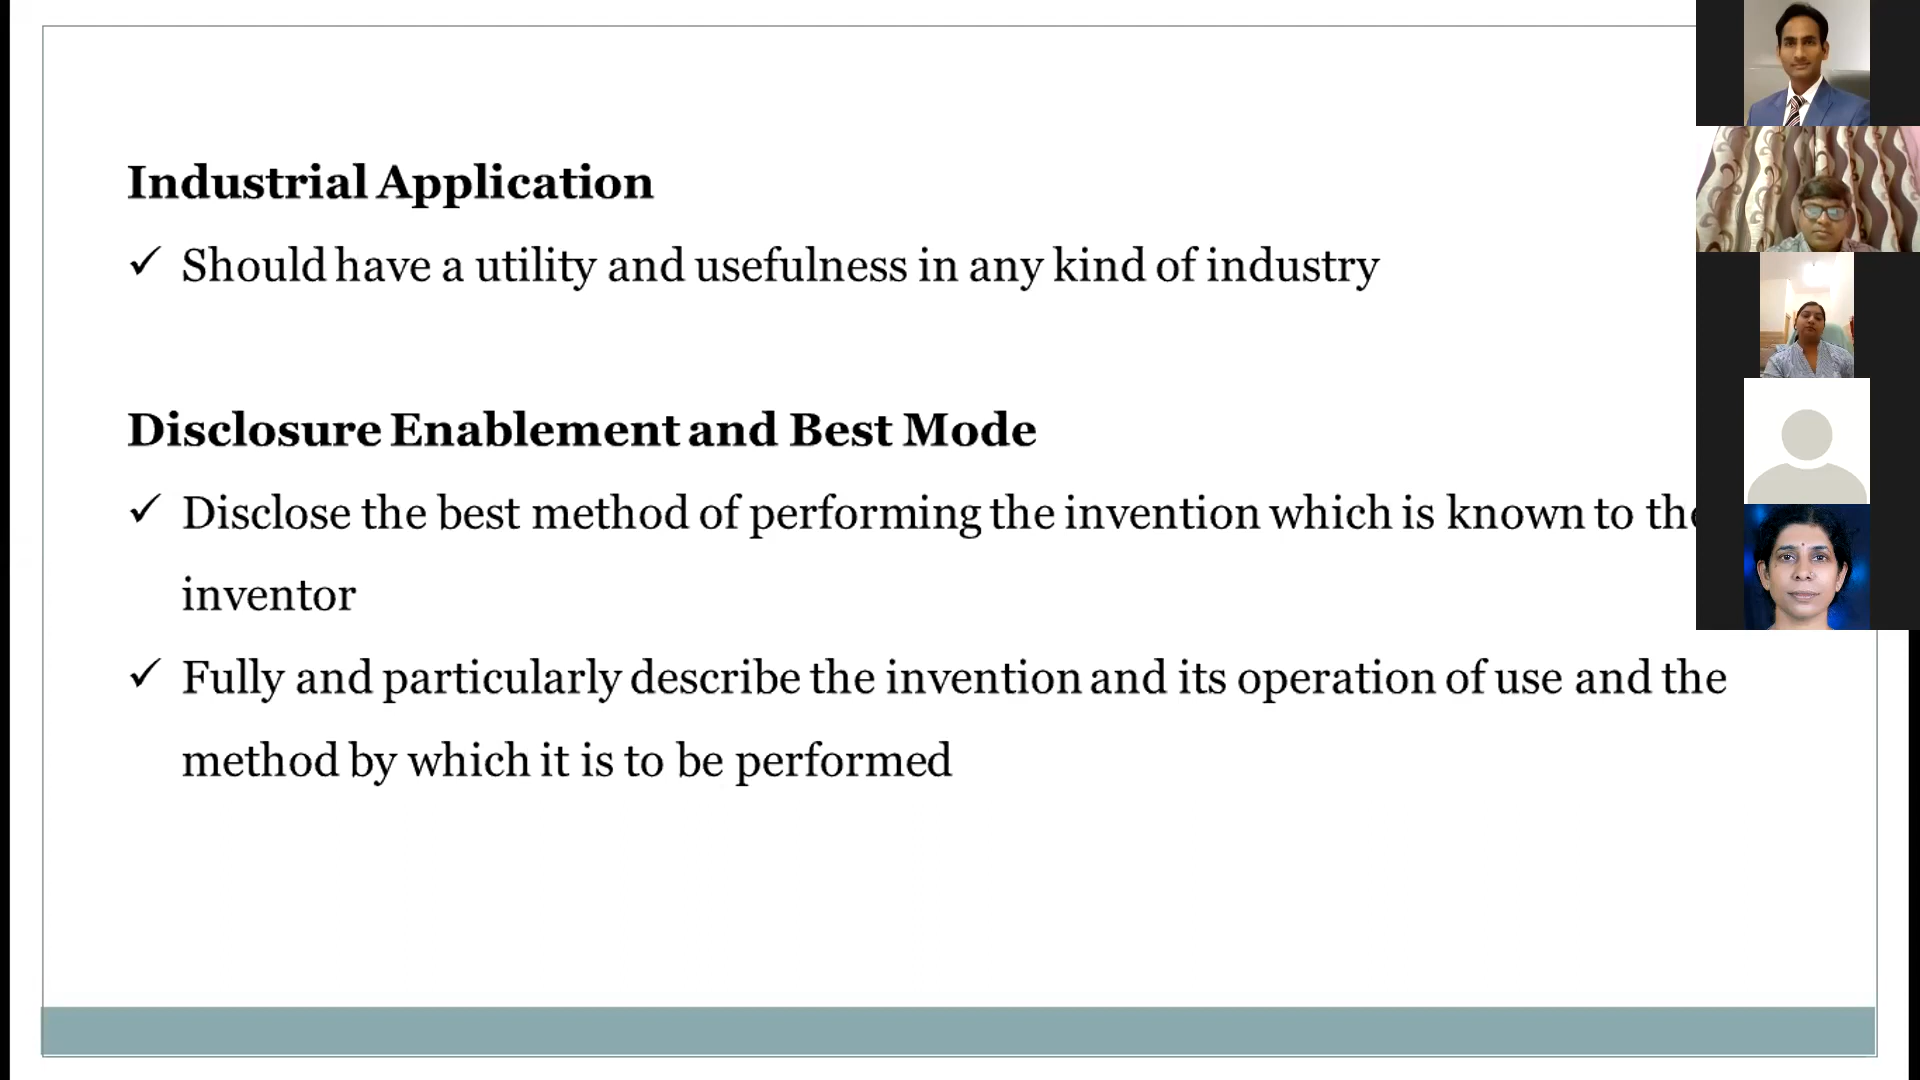 Industrial Application
✓ Should have a utility and usefulness in any kind of industry
Disclosure Enablement and Best Mode
✓ Disclose the best method of performing the invention which is known to the
inventor
✓ Fully and particularly describe the invention and its operation of use and the
method by which it is to be performed